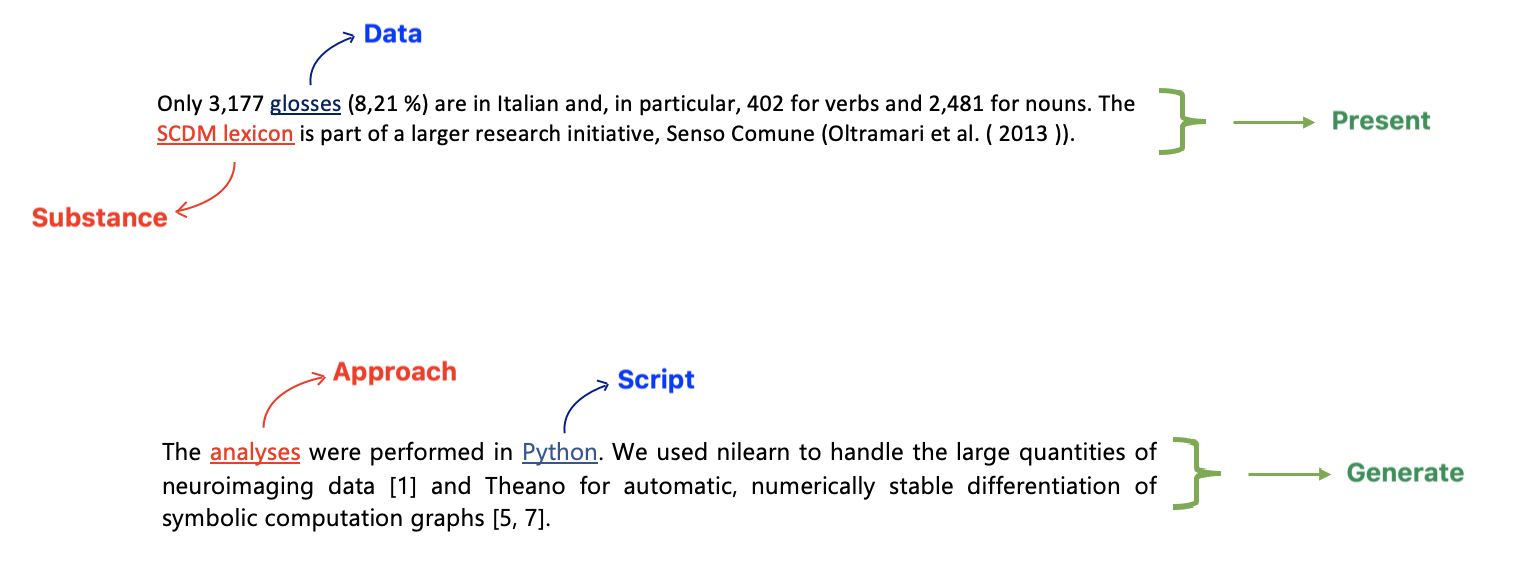 Data
Only 3,177 glosses (8,21 %) are in Italian and, in particular, 402 for verbs and 2,481 for nouns. The
SCDM lexicon is part of a larger research initiative, Senso Comune (Oltramari et al. ( 2013 )).
Present
Substance
Approach
Script
The analyses were performed in Python. We used nilearn to handle the large quantities of
neuroimaging data [1] and Theano for automatic, numerically stable differentiation of
symbolic computation graphs [5, 7].
Generate